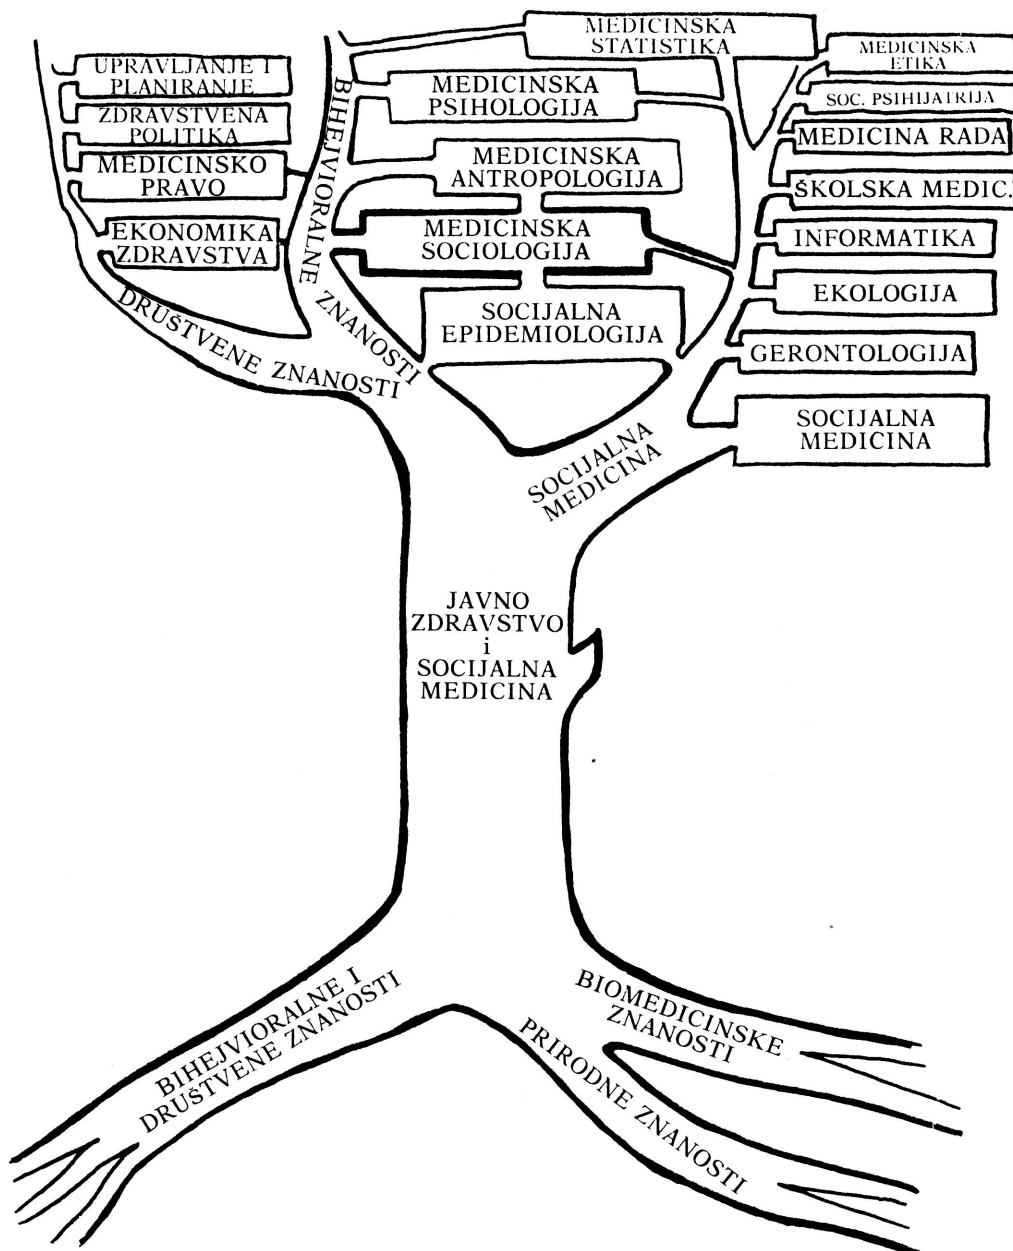 MEDICINSKA
STATISTIKA
MEDICINSKA
ETIKA
UPRAVLJANJE I
PLANIRANJE
MEDICINSKA
PSIHOLOGIJA
SOC. PSIHIJATRIJA
ZDRAVSTVENA
POLITIKA
MEDICINA RADA
MEDICINSKO
PRAVO
MEDICINSKA
ANTROPOLOGIJA
ŠKOLSKA MEDIC.
EKONOMIKA
ZDRAVSTVA
MEDICINSKA
SOCIOLOGIJA
INFORMATIKA
BIHEJVIORALNE ZNANOSTI
EKOLOGIJA
SOCIJALNA
EPIDEMIOLOGIJA
DRUŠTVENE ZNANOSTI
GERONTOLOGIJA
SOCIJALNA
MEDICINA
SOCIJALNA
MEDICINA
JAVNO
ZDRAVSTVO
i
SOCIJALNA
MEDICINA
BIHEJVIORALNE I
DRUŠTVENE ZNANOSTI
BIOMEDICINSKE
ZNANOSTI
PRIRODNE ZNANOSTI